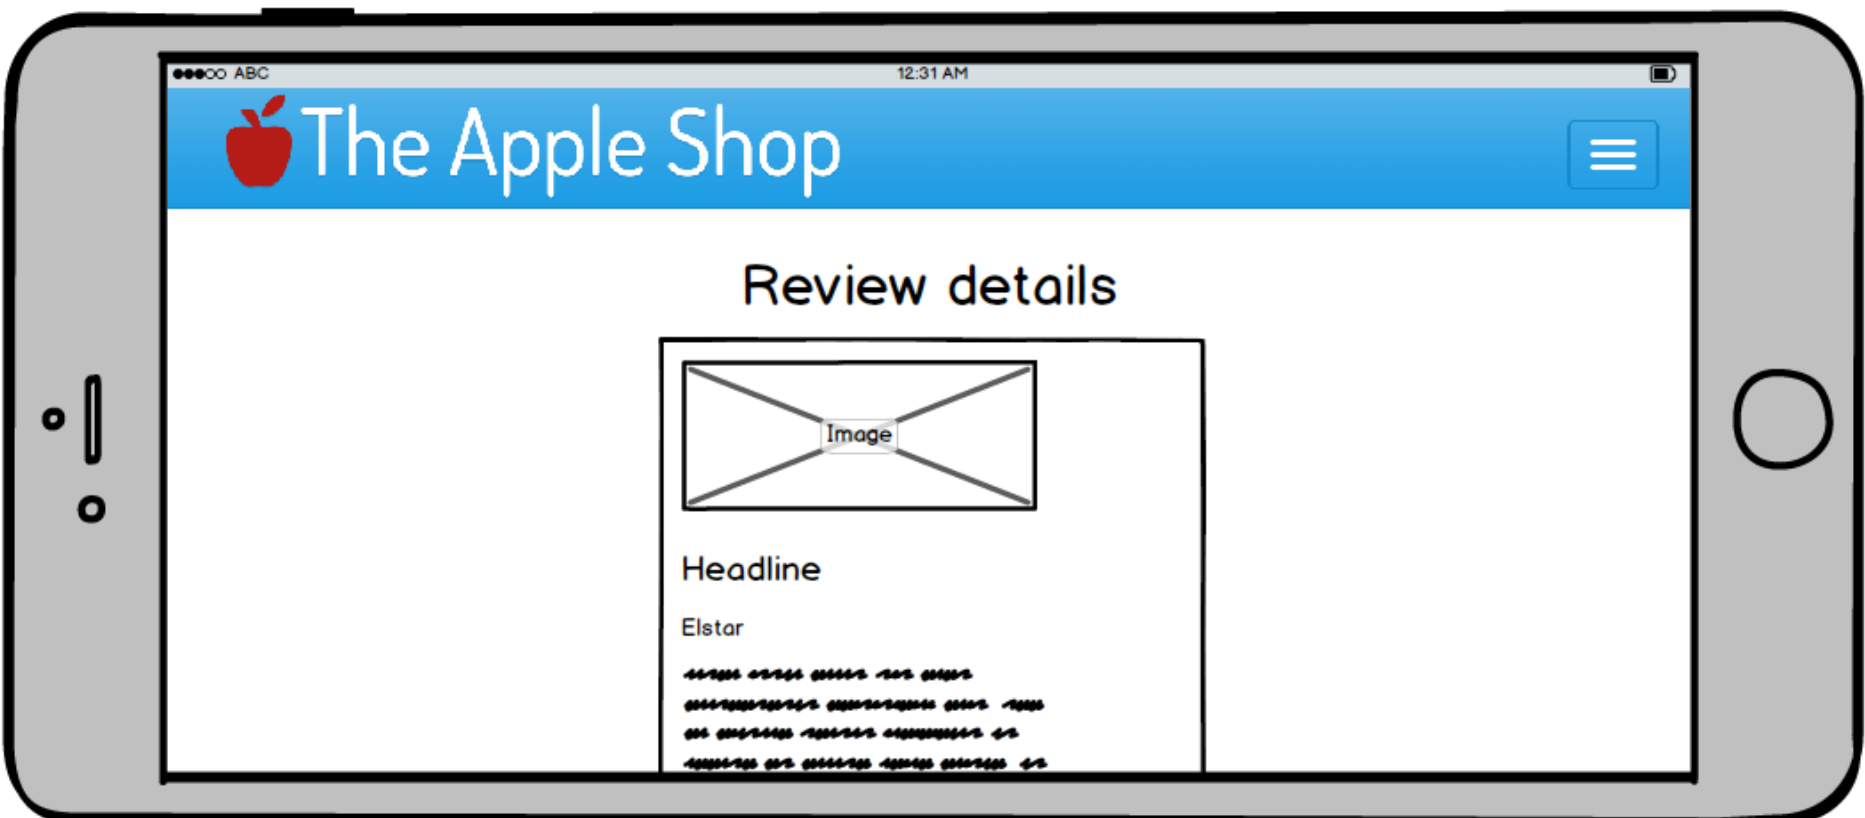 ABC
12:31 AM
The Apple Shop
Review details
Image
Headline
Elstar